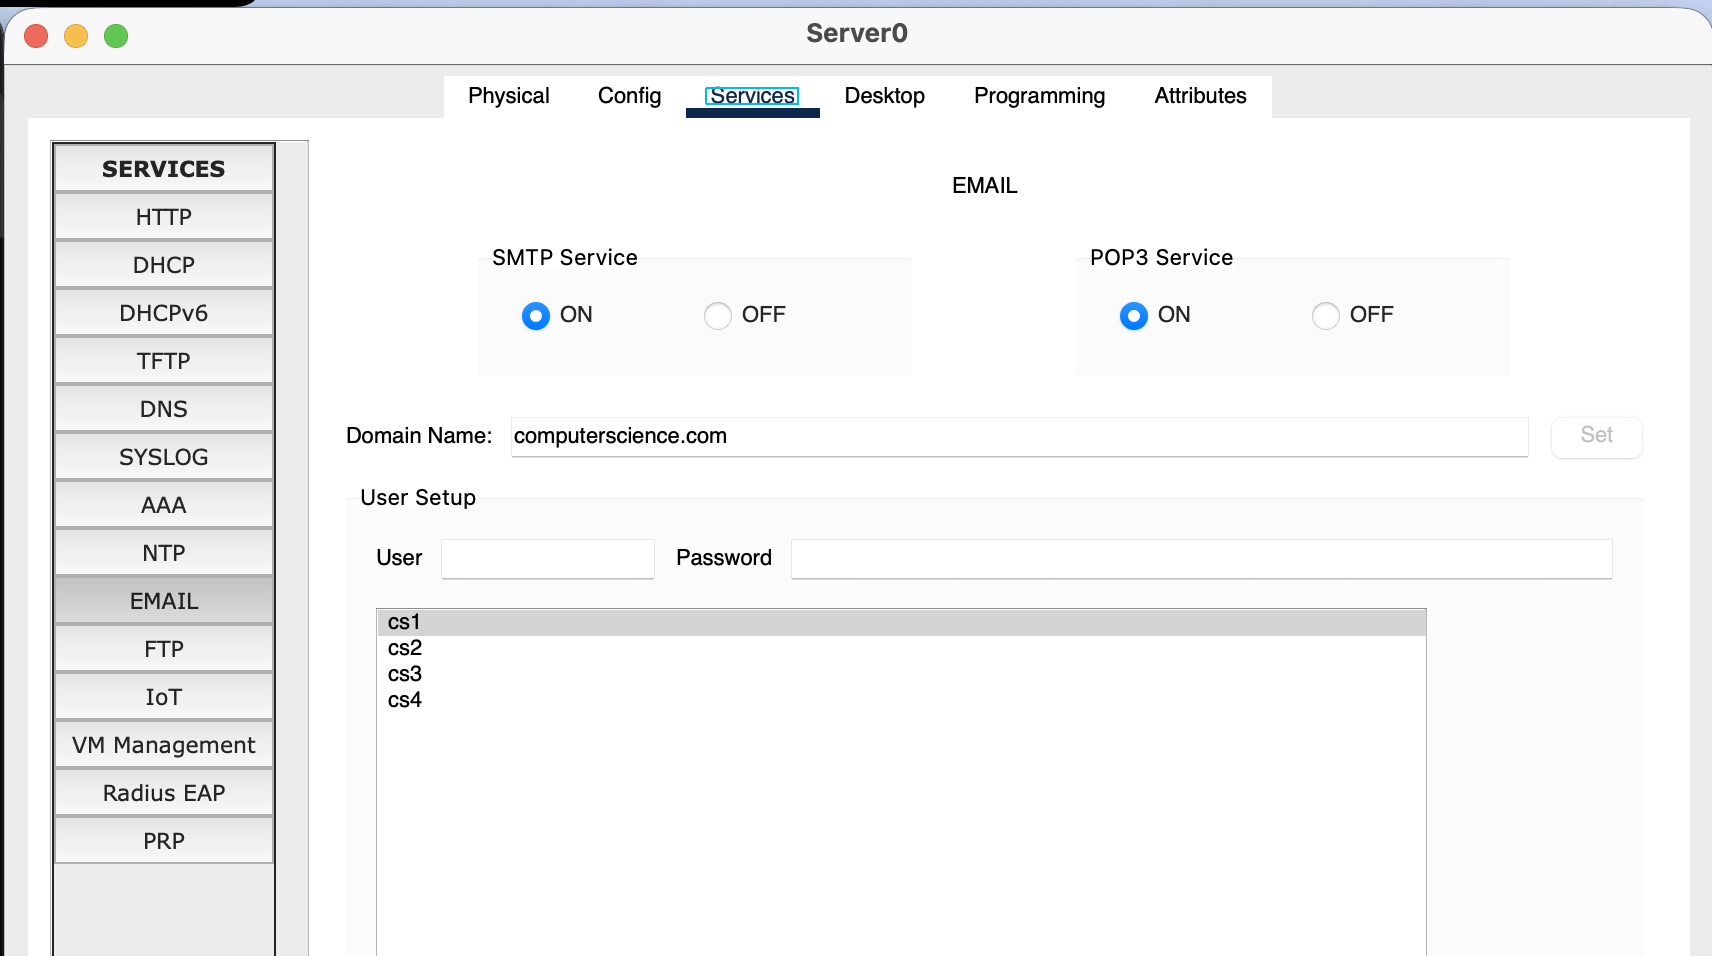 Server0
Physical Config Services Desktop Programming Attributes
SERVICES
HTTP
DHCP
DHCPv6
TFTP
DNS
SYSLOG
AAA
NTP
EMAIL
FTP
IoT
VM Management
Radius EAP
PRP
EMAIL
SMTP Service
ON OFF
POP3 Service
ON OFF
Domain Name: computerscience.com Set
User Setup
User Password
cs1
cs2
cs3
cs4